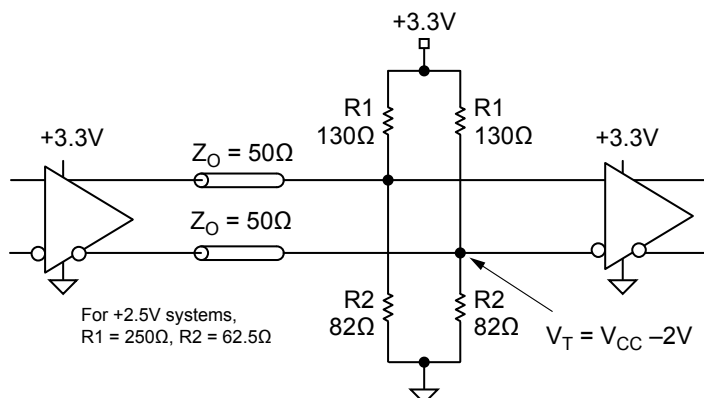 +3.3V
R1
130Ω
R1
130Ω
+3.3V
Z_O = 50Ω
+3.3V
Z_O = 50Ω
For +2.5V systems,
R1 = 250Ω, R2 = 62.5Ω
R2
82Ω
R2
82Ω
V_T = V_CC –2V